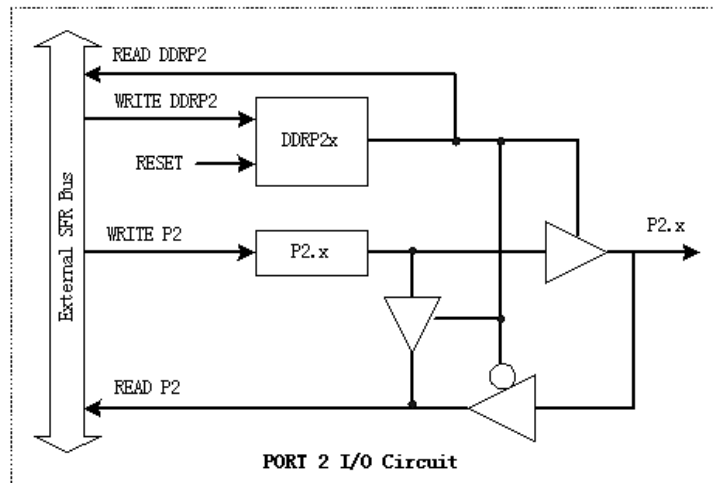 READ DDRP2
WRITE DDRP2
DDRP2x
RESET
External SFR Bus
P2.x
WRITE P2
P2.x
READ P2
PORT 2 I/O Circuit